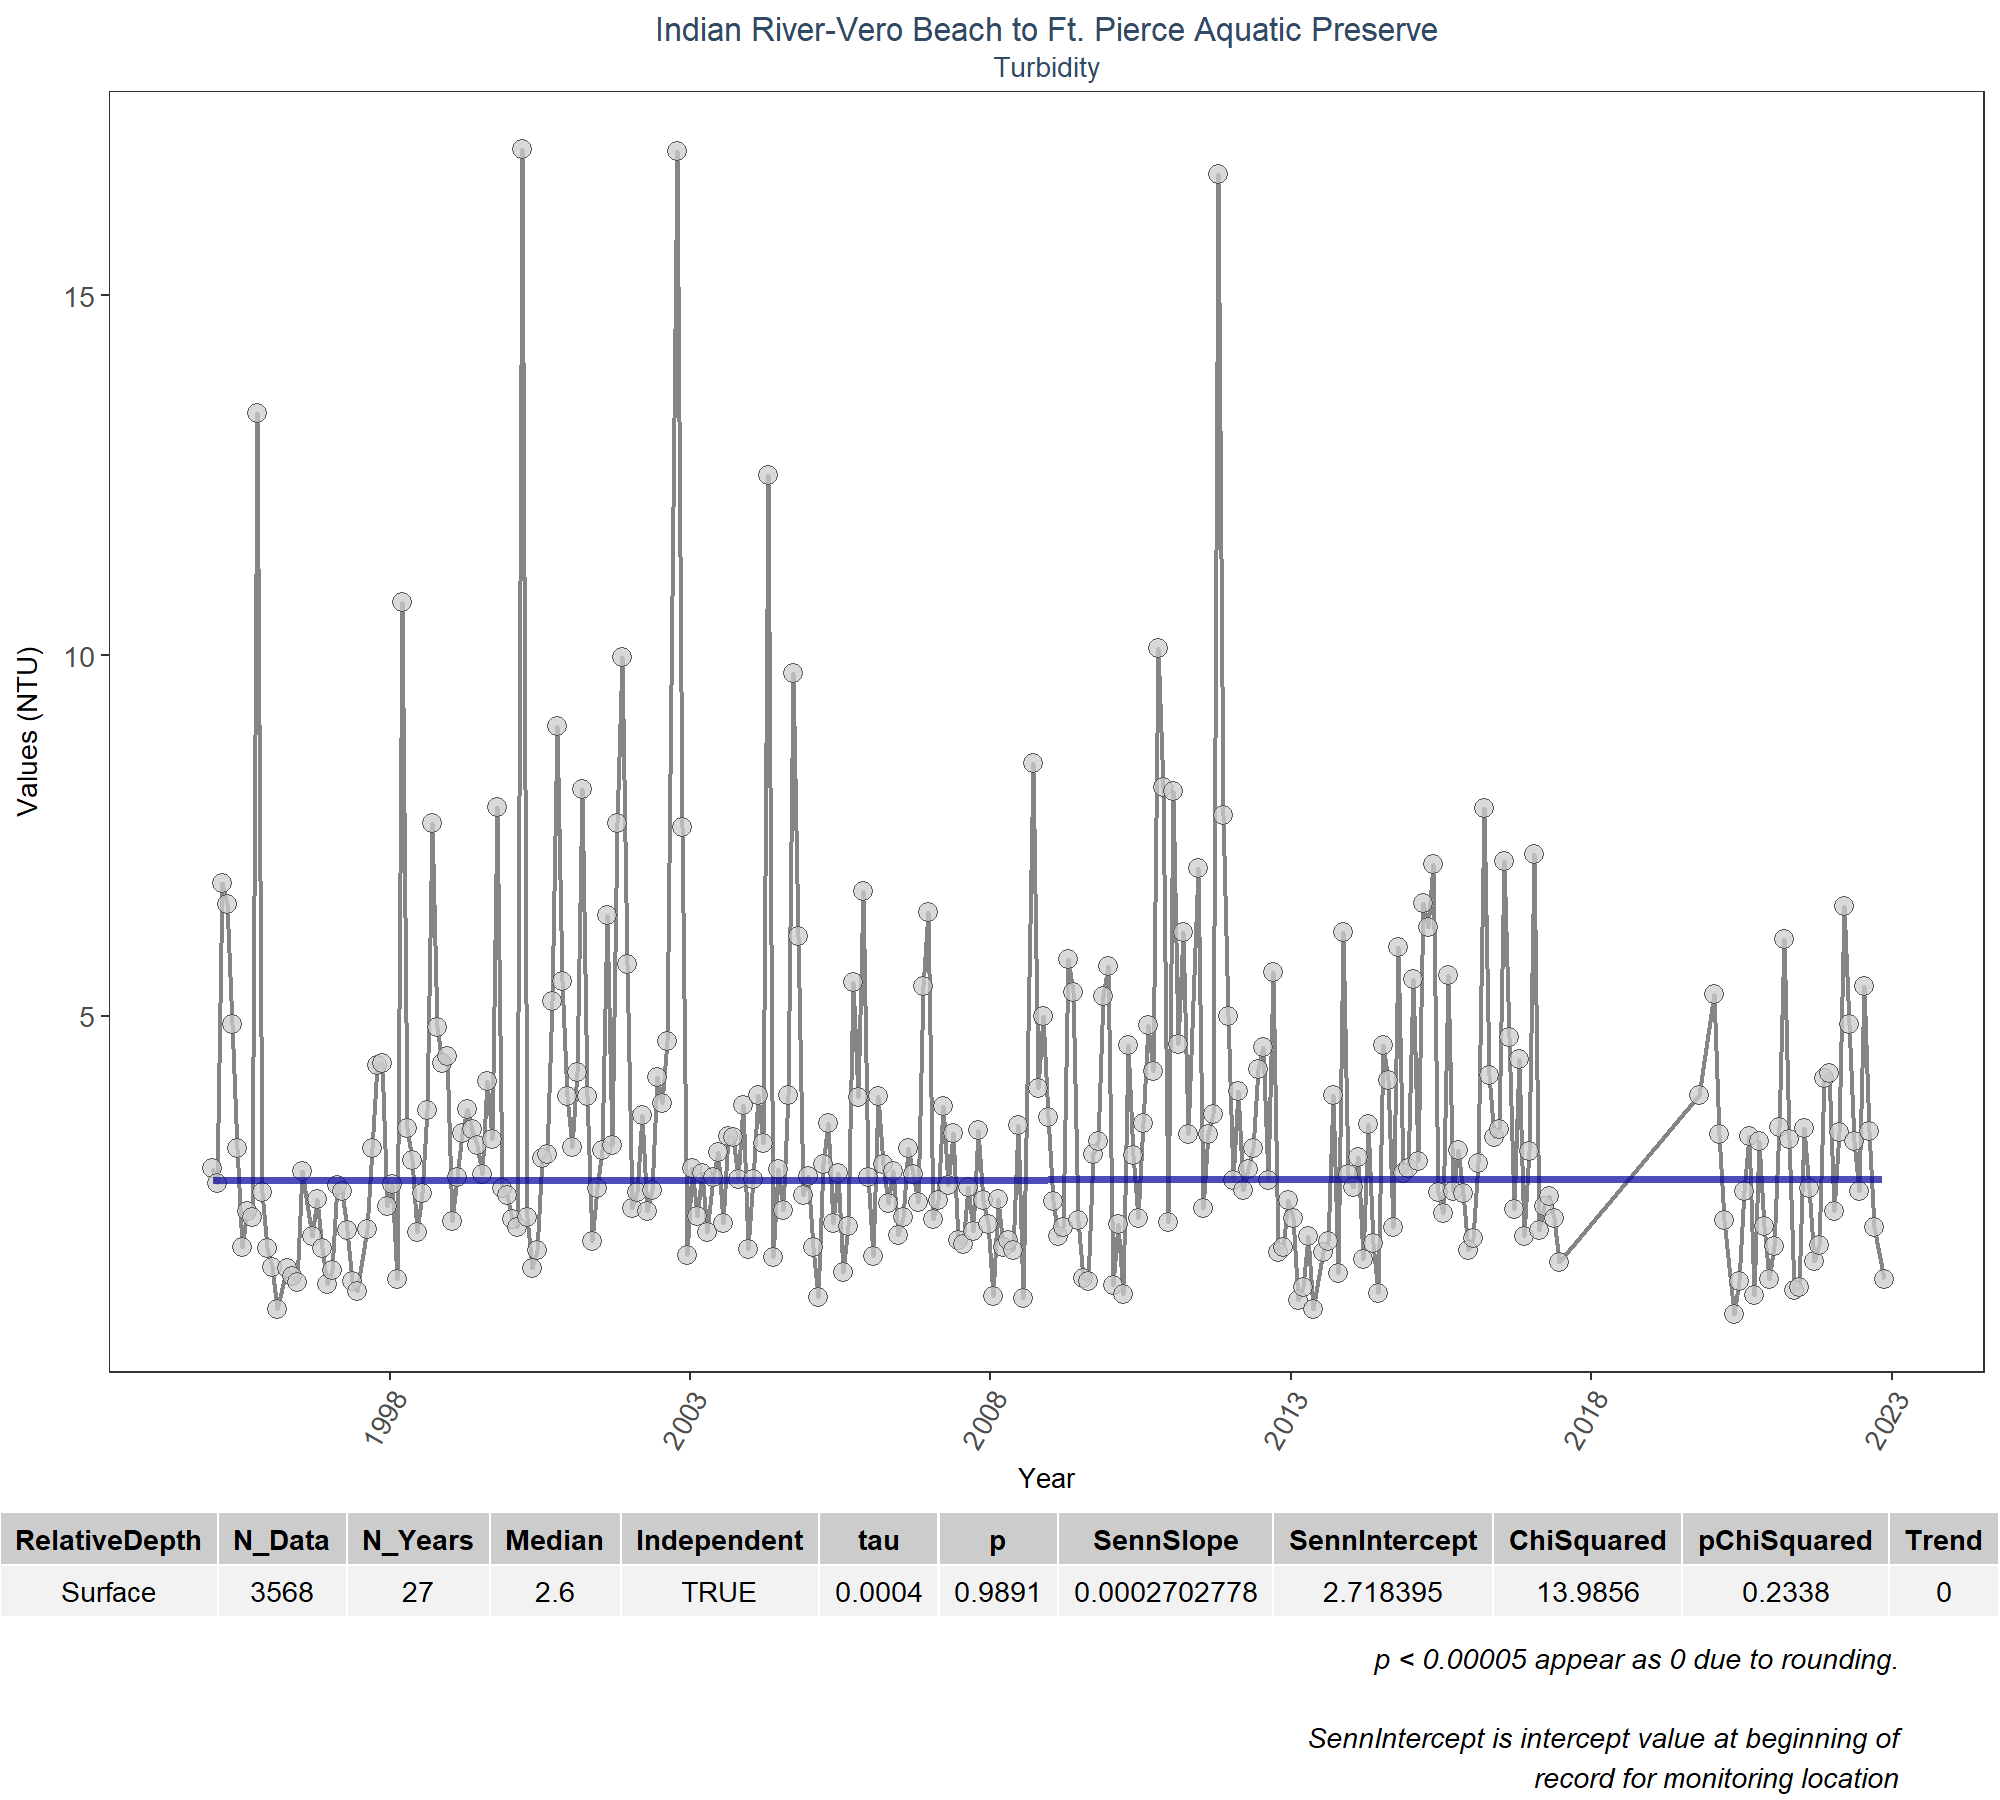 Indian River-Vero Beach to Ft. Pierce Aquatic Preserve
Turbidity
Values (NTU)
15
10
5
1998 2003 2008 2013 2018 2023
Year
RelativeDepth N_Data N_Years Median Independent tau p SennSlope SennIntercept ChiSquared pChiSquared Trend
Surface 3568 27 2.6 TRUE 0.0004 0.9891 0.0002702778 2.718395 13.9856 0.2338 0
p < 0.00005 appear as 0 due to rounding.
SennIntercept is intercept value at beginning of
record for monitoring location